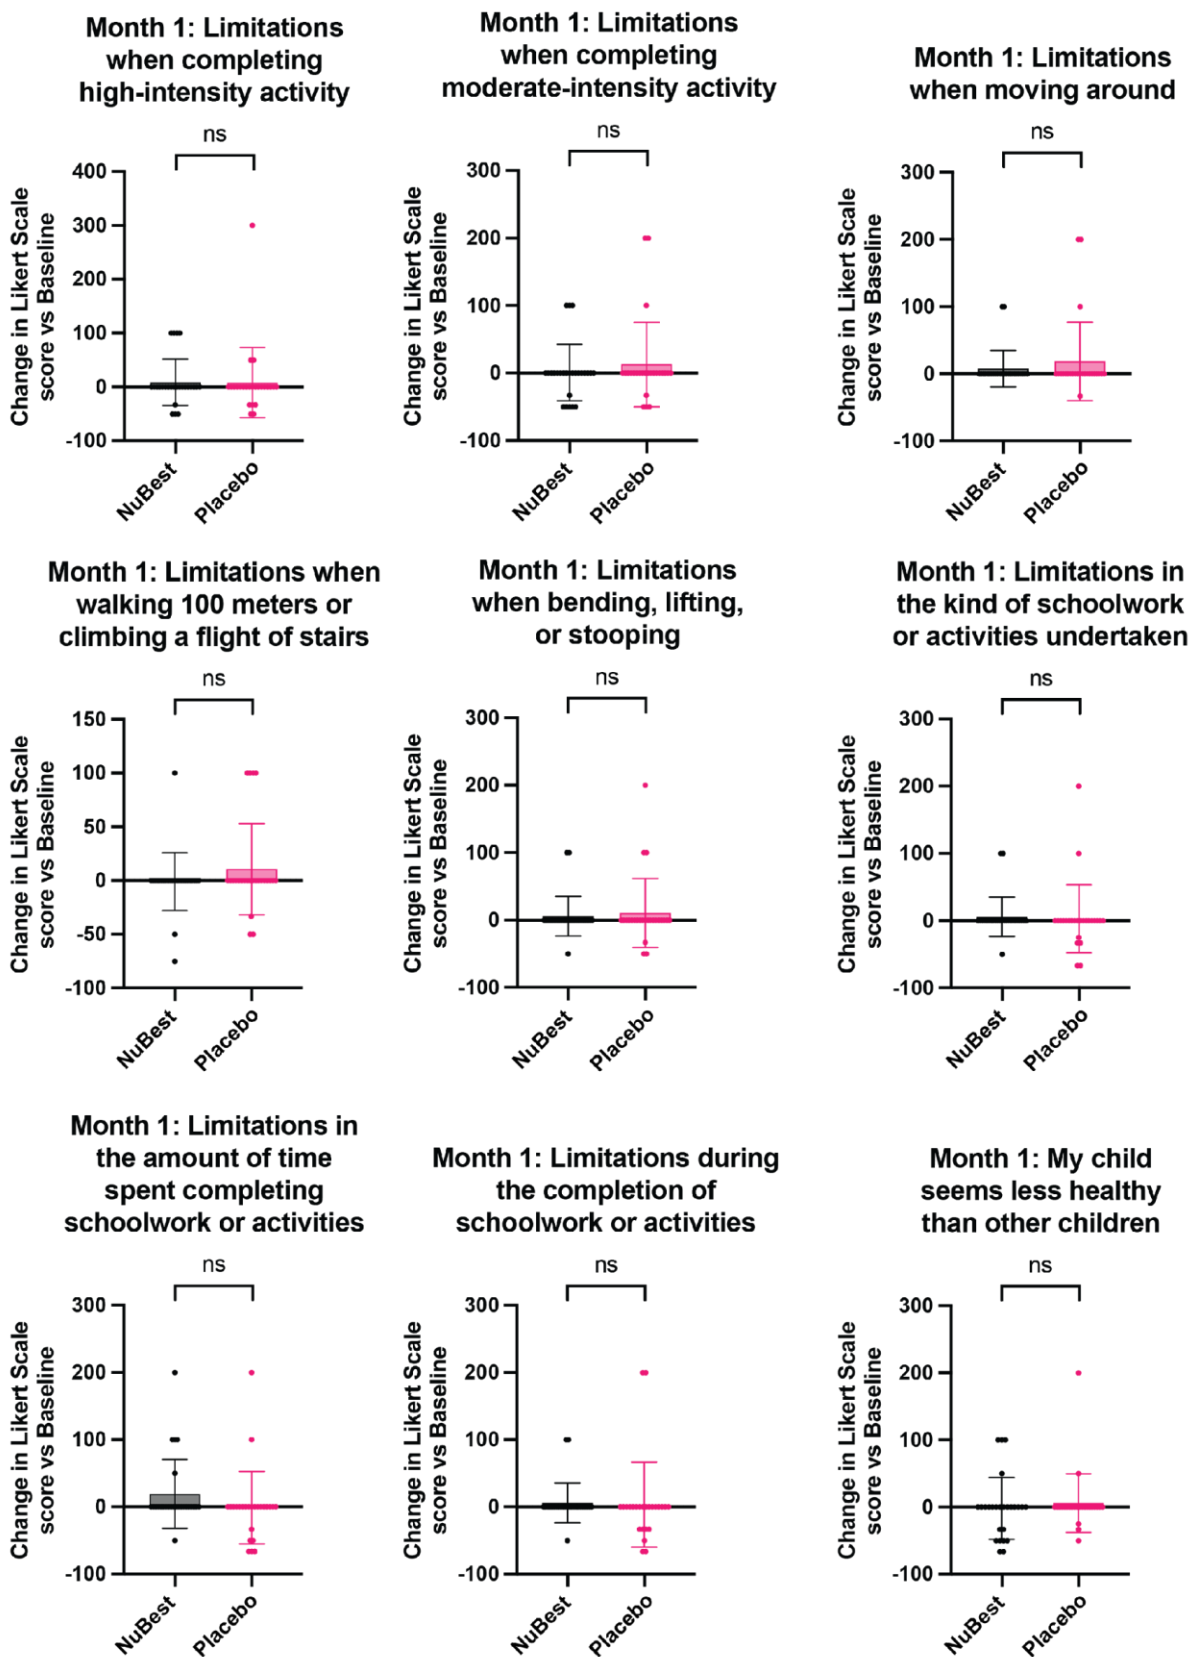 Month 1: Limitations
when completing
high-intensity activity
ns
Change in Likert Scale
score vs Baseline
400
300
200
100
0
-100
NuBest
Placebo
Month 1: Limitations
when completing
moderate-intensity activity
ns
Change in Likert Scale
score vs Baseline
300
200
100
0
-100
NuBest
Placebo
Month 1: Limitations
when moving around
ns
Change in Likert Scale
score vs Baseline
300
200
100
0
-100
NuBest
Placebo
Month 1: Limitations when
walking 100 meters or
climbing a flight of stairs
ns
Change in Likert Scale
score vs Baseline
150
100
50
0
-50
-100
NuBest
Placebo
Month 1: Limitations
when bending, lifting,
or stooping
ns
Change in Likert Scale
score vs Baseline
300
200
100
0
-100
NuBest
Placebo
Month 1: Limitations in
the kind of schoolwork
or activities undertaken
ns
Change in Likert Scale
score vs Baseline
300
200
100
0
-100
NuBest
Placebo
Month 1: Limitations in
the amount of time
spent completing
schoolwork or activities
ns
Change in Likert Scale
score vs Baseline
300
200
100
0
-100
NuBest
Placebo
Month 1: Limitations during
the completion of
schoolwork or activities
ns
Change in Likert Scale
score vs Baseline
300
200
100
0
-100
NuBest
Placebo
Month 1: My child
seems less healthy
than other children
ns
Change in Likert Scale
score vs Baseline
300
200
100
0
-100
NuBest
Placebo